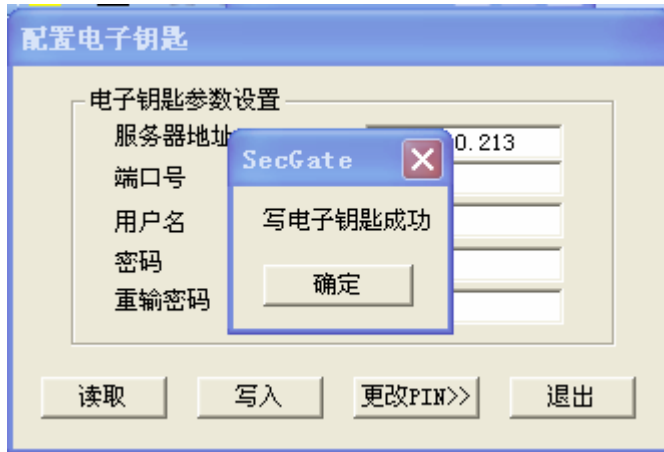 配置电子钥匙
电子钥匙参数设置
服务器地址
0.213
端口号
用户名
密码
重输密码
SecGate
写电子钥匙成功
确定
读取
写入
更改PIN>>
退出